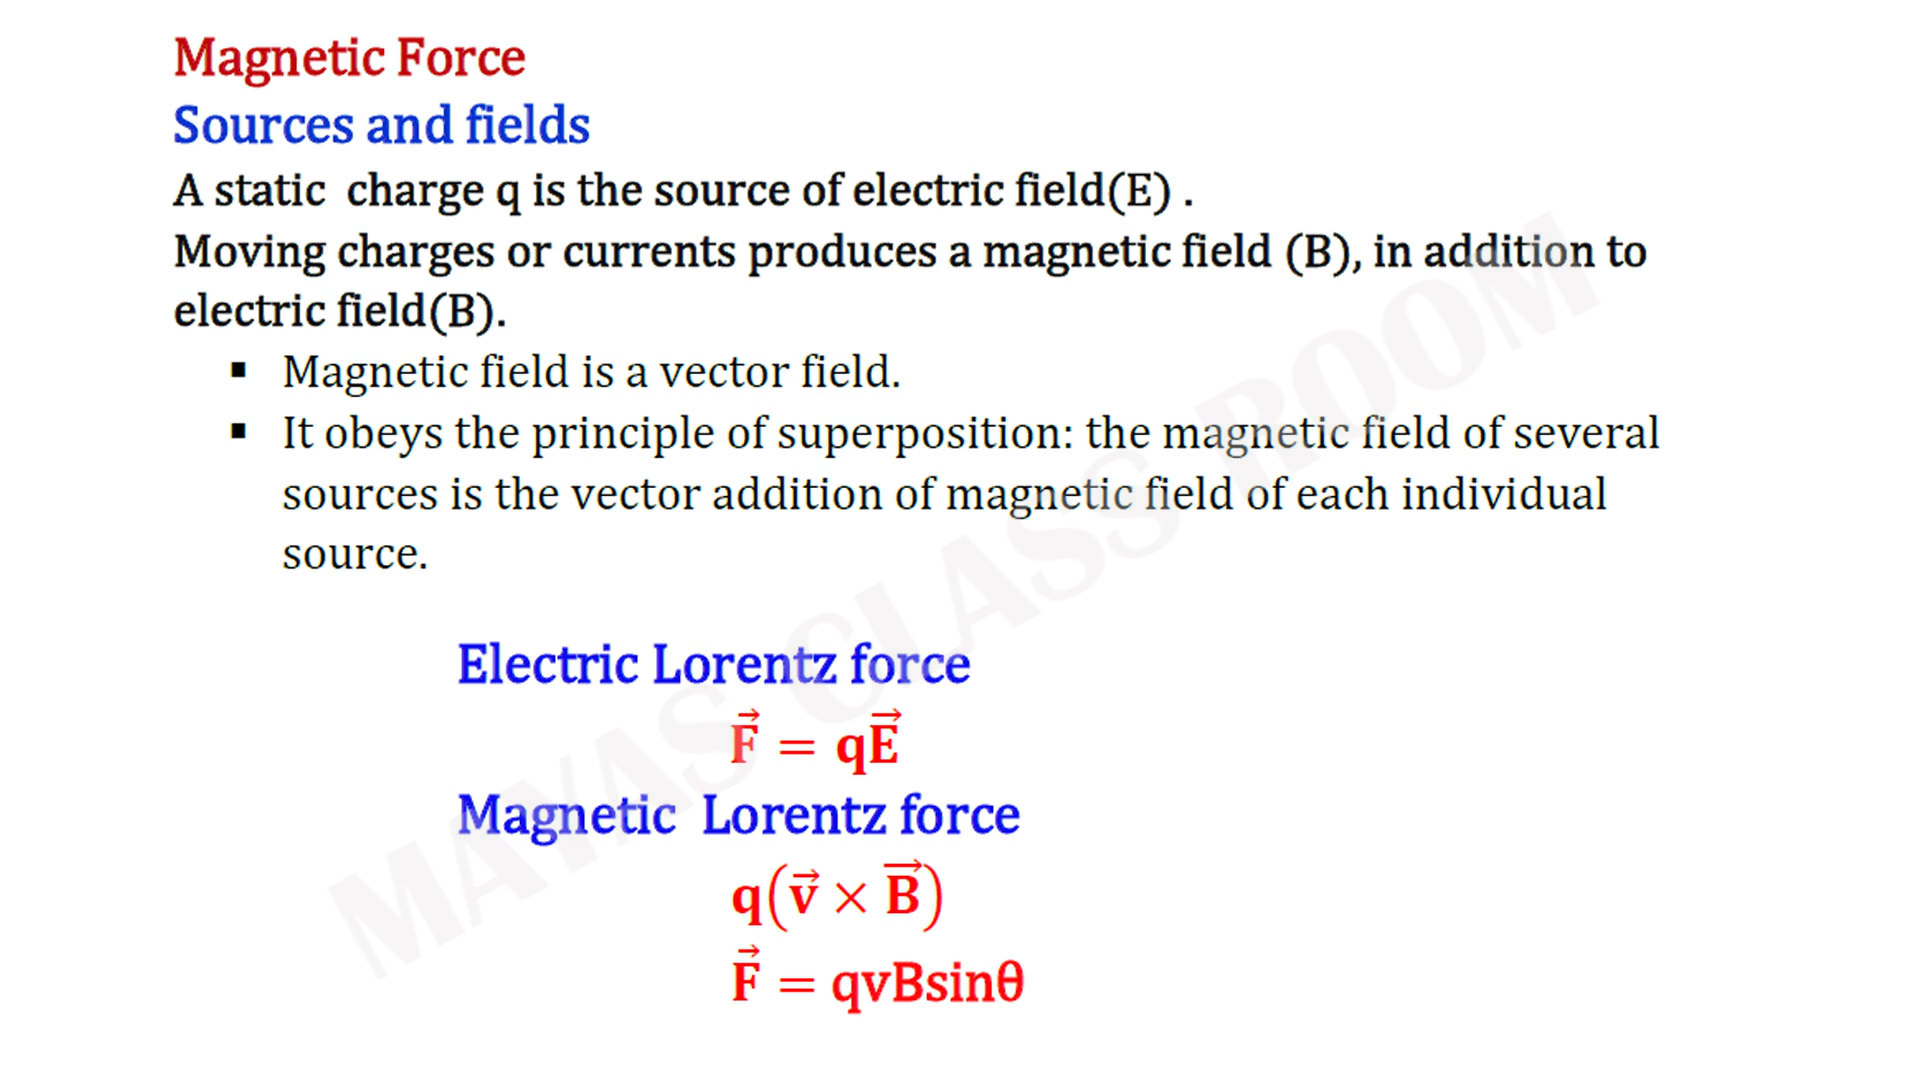 Magnetic Force
Sources and fields
A static charge q is the source of electric field(E) .
Moving charges or currents produces a magnetic field (B), in addition to
electric field(B).
▪ Magnetic field is a vector field.
▪ It obeys the principle of superposition: the magnetic field of several
sources is the vector addition of magnetic field of each individual
source.
Electric Lorentz force
F⃗ = qE⃗
Magnetic Lorentz force
q(v⃗ × B⃗)
F⃗ = qvBsinθ
MAYAS CLASS ROOM